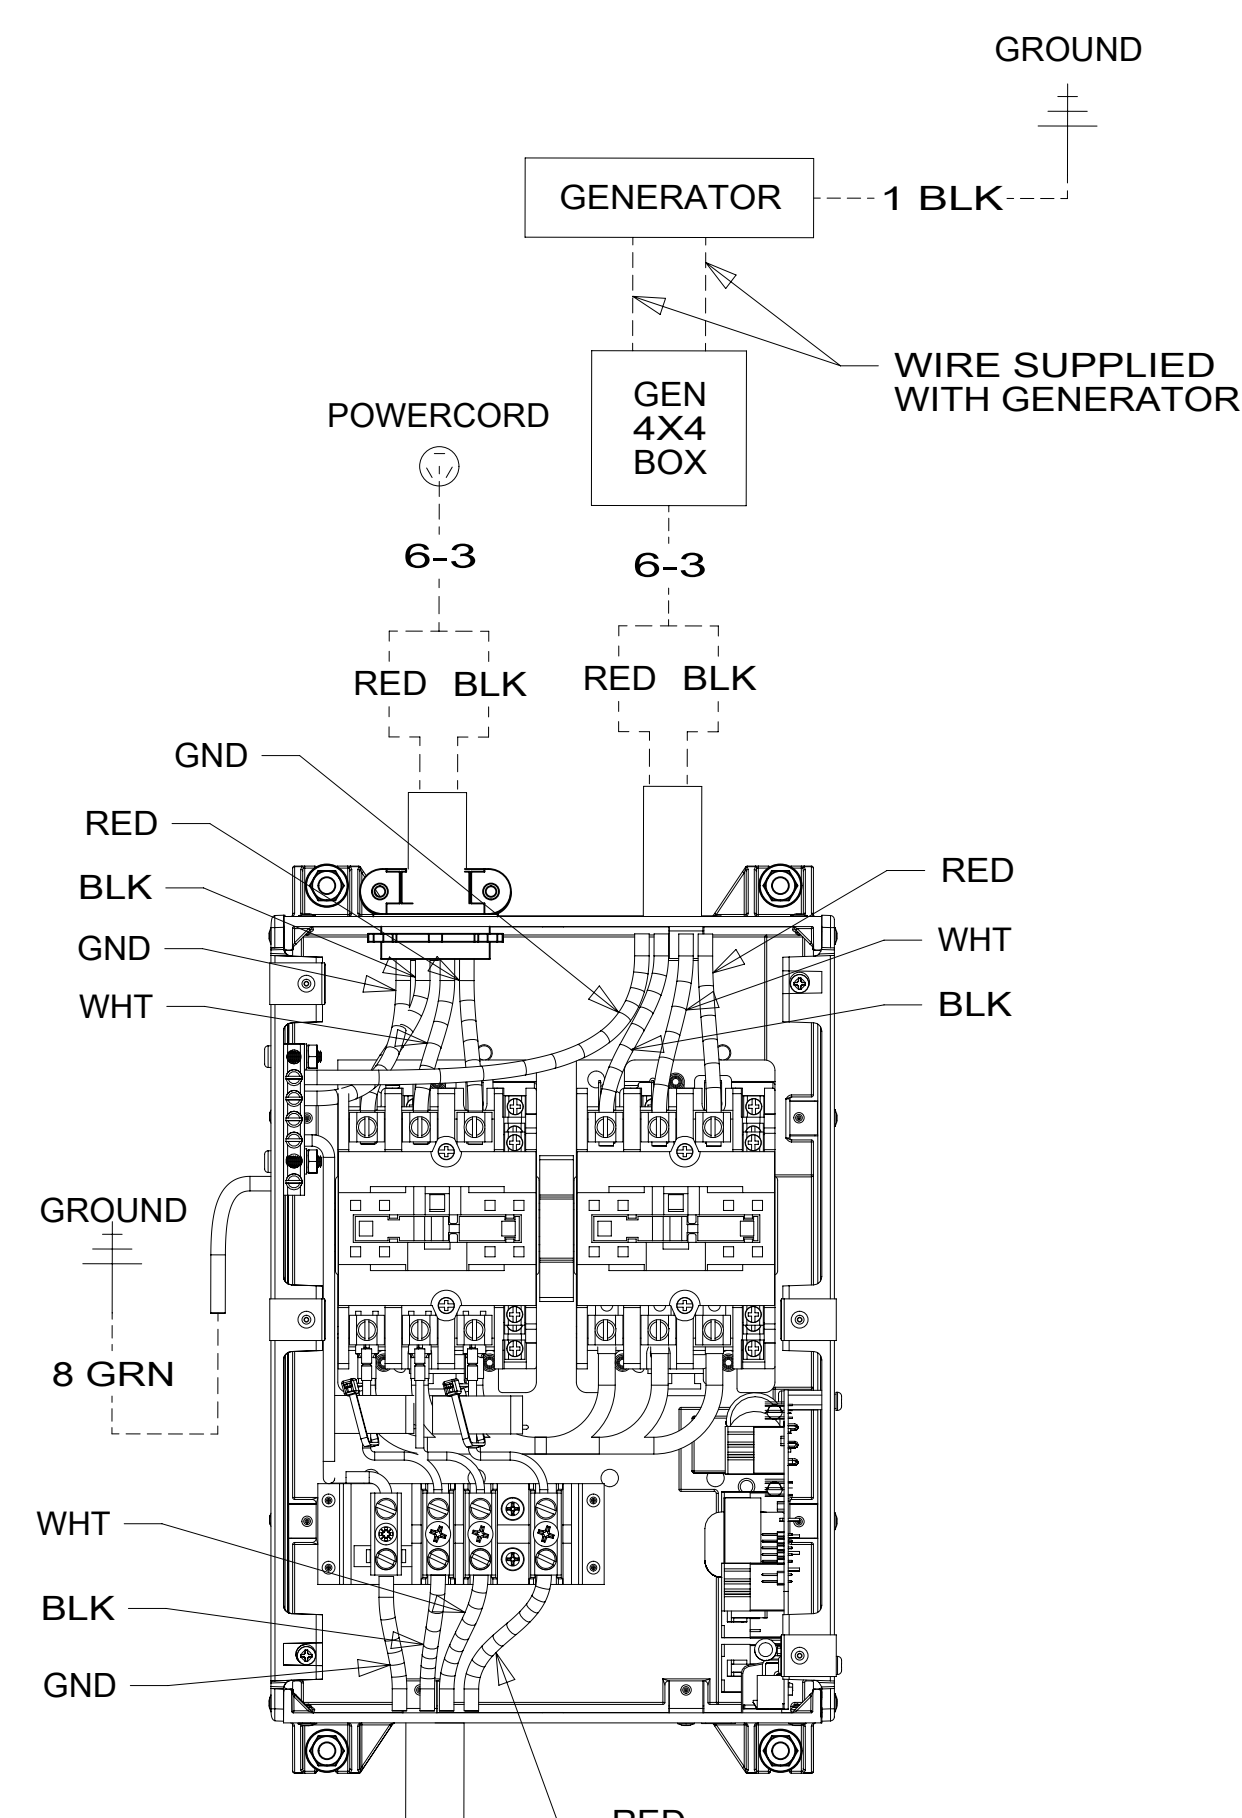 GROUND
GENERATOR
1 BLK
WIRE SUPPLIED
WITH GENERATOR
GEN
4X4
BOX
POWERCORD
6-3
6-3
RED BLK
RED BLK
GND
RED
BLK
GND
WHT
RED
WHT
BLK
GROUND
8 GRN
WHT
BLK
GND
RED